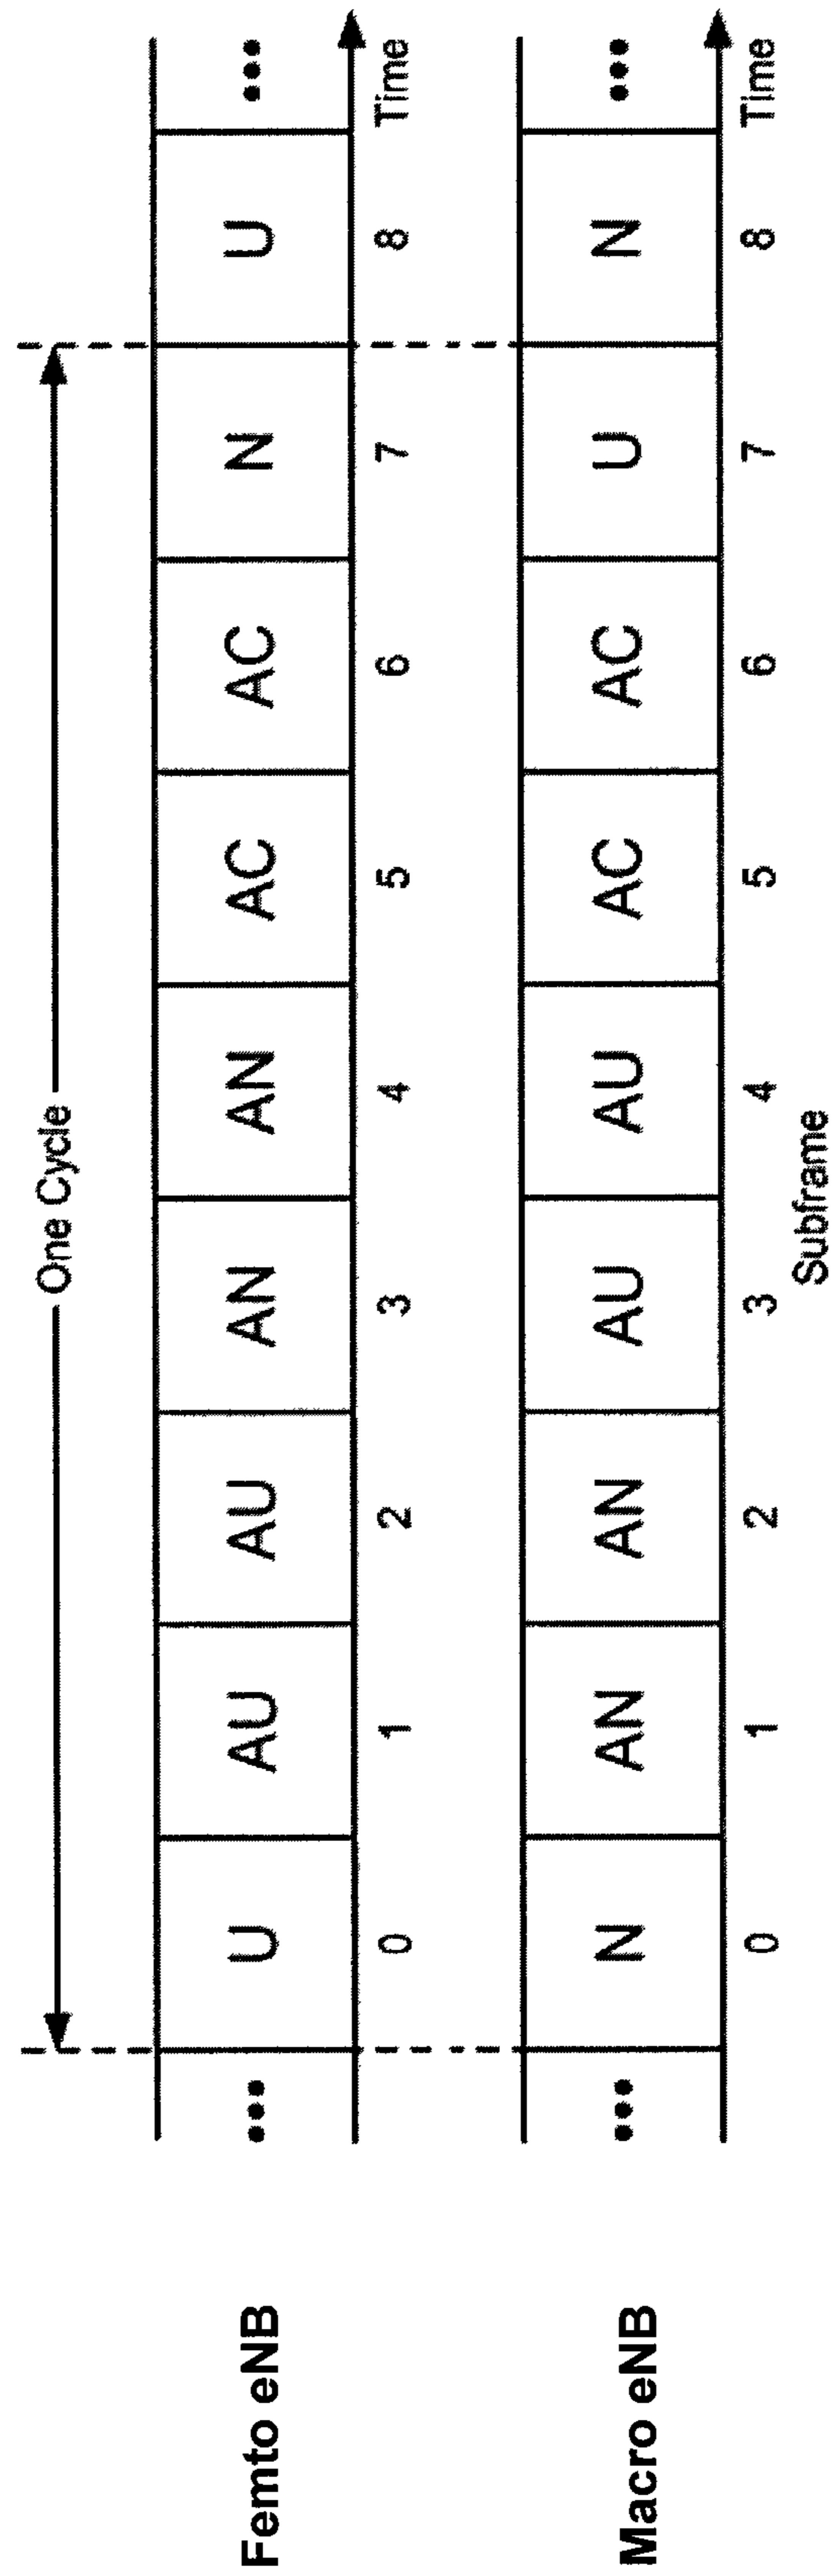 One Cycle
Femto eNB ••• U AU AU AN AN AC AC N U •••
0 1 2 3 4 5 6 7 8 Time
Macro eNB ••• N AN AN AU AU AC AC U N •••
0 1 2 3 4 5 6 7 8 Time
Subframe